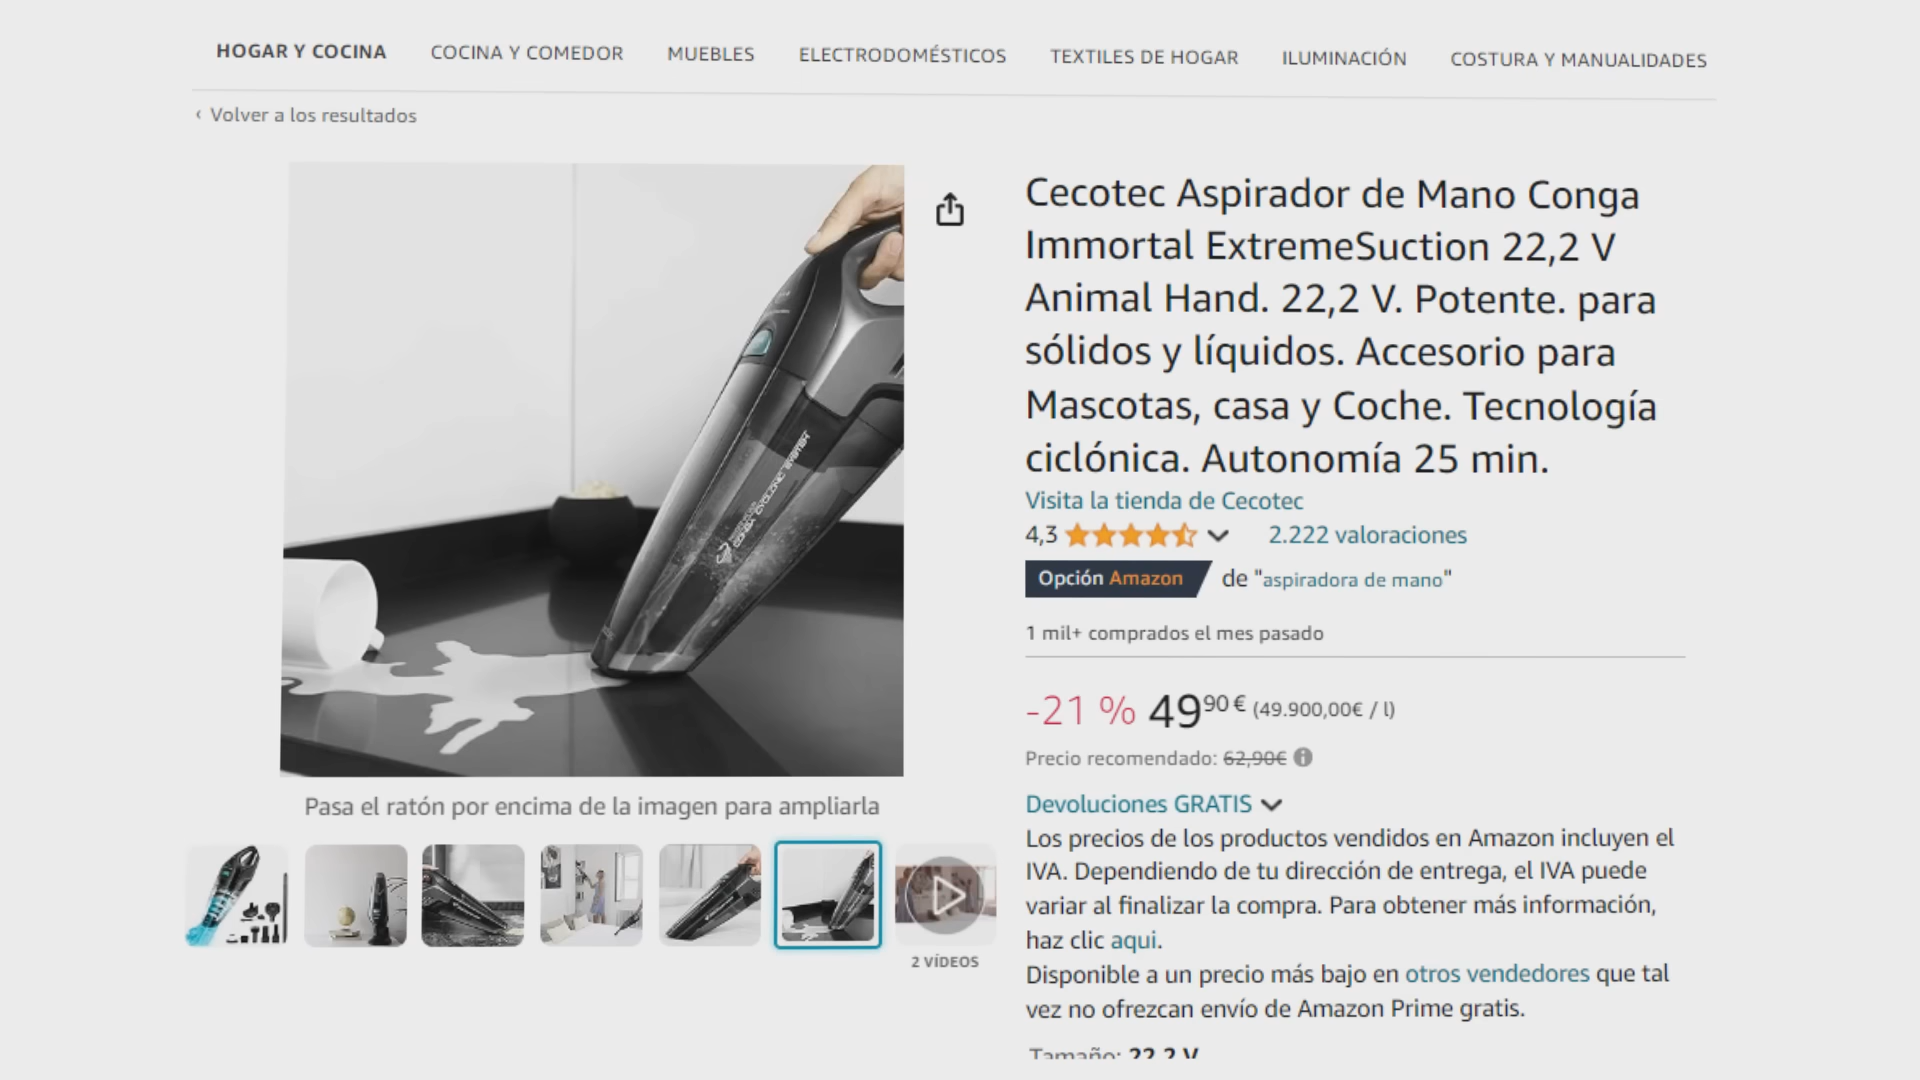 HOGAR Y COCINA COCINA Y COMEDOR MUEBLES ELECTRODOMÉSTICOS TEXTILES DE HOGAR ILUMINACIÓN COSTURA Y MANUALIDADES
‹ Volver a los resultados
Cecotec Aspirador de Mano Conga
Immortal ExtremeSuction 22,2 V
Animal Hand. 22,2 V. Potente. para
sólidos y líquidos. Accesorio para
Mascotas, casa y Coche. Tecnología
ciclónica. Autonomía 25 min.
Visita la tienda de Cecotec
4,3 2.222 valoraciones
Opción Amazon de "aspiradora de mano"
1 mil+ comprados el mes pasado
-21 % 49,90 € (49.900,00€ / l)
Precio recomendado: 62,90€
Devoluciones GRATIS
Los precios de los productos vendidos en Amazon incluyen el
IVA. Dependiendo de tu dirección de entrega, el IVA puede
variar al finalizar la compra. Para obtener más información,
haz clic aqui.
Disponible a un precio más bajo en otros vendedores que tal
vez no ofrezcan envío de Amazon Prime gratis.
Tamaño: 22,2 V
CONGA CYCLONIC SYSTEM
Pasa el ratón por encima de la imagen para ampliarla
2 VÍDEOS